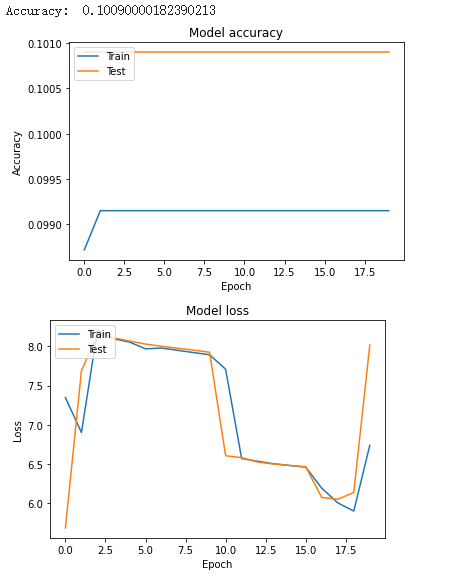 Accuracy: 0.10090000182390213
Model accuracy
0.1010
0.1005
0.1000
0.0995
0.0990
Accuracy
Train
Test
0.0 2.5 5.0 7.5 10.0 12.5 15.0 17.5
Epoch
Model loss
8.0
7.5
7.0
6.5
6.0
Loss
Train
Test
0.0 2.5 5.0 7.5 10.0 12.5 15.0 17.5
Epoch